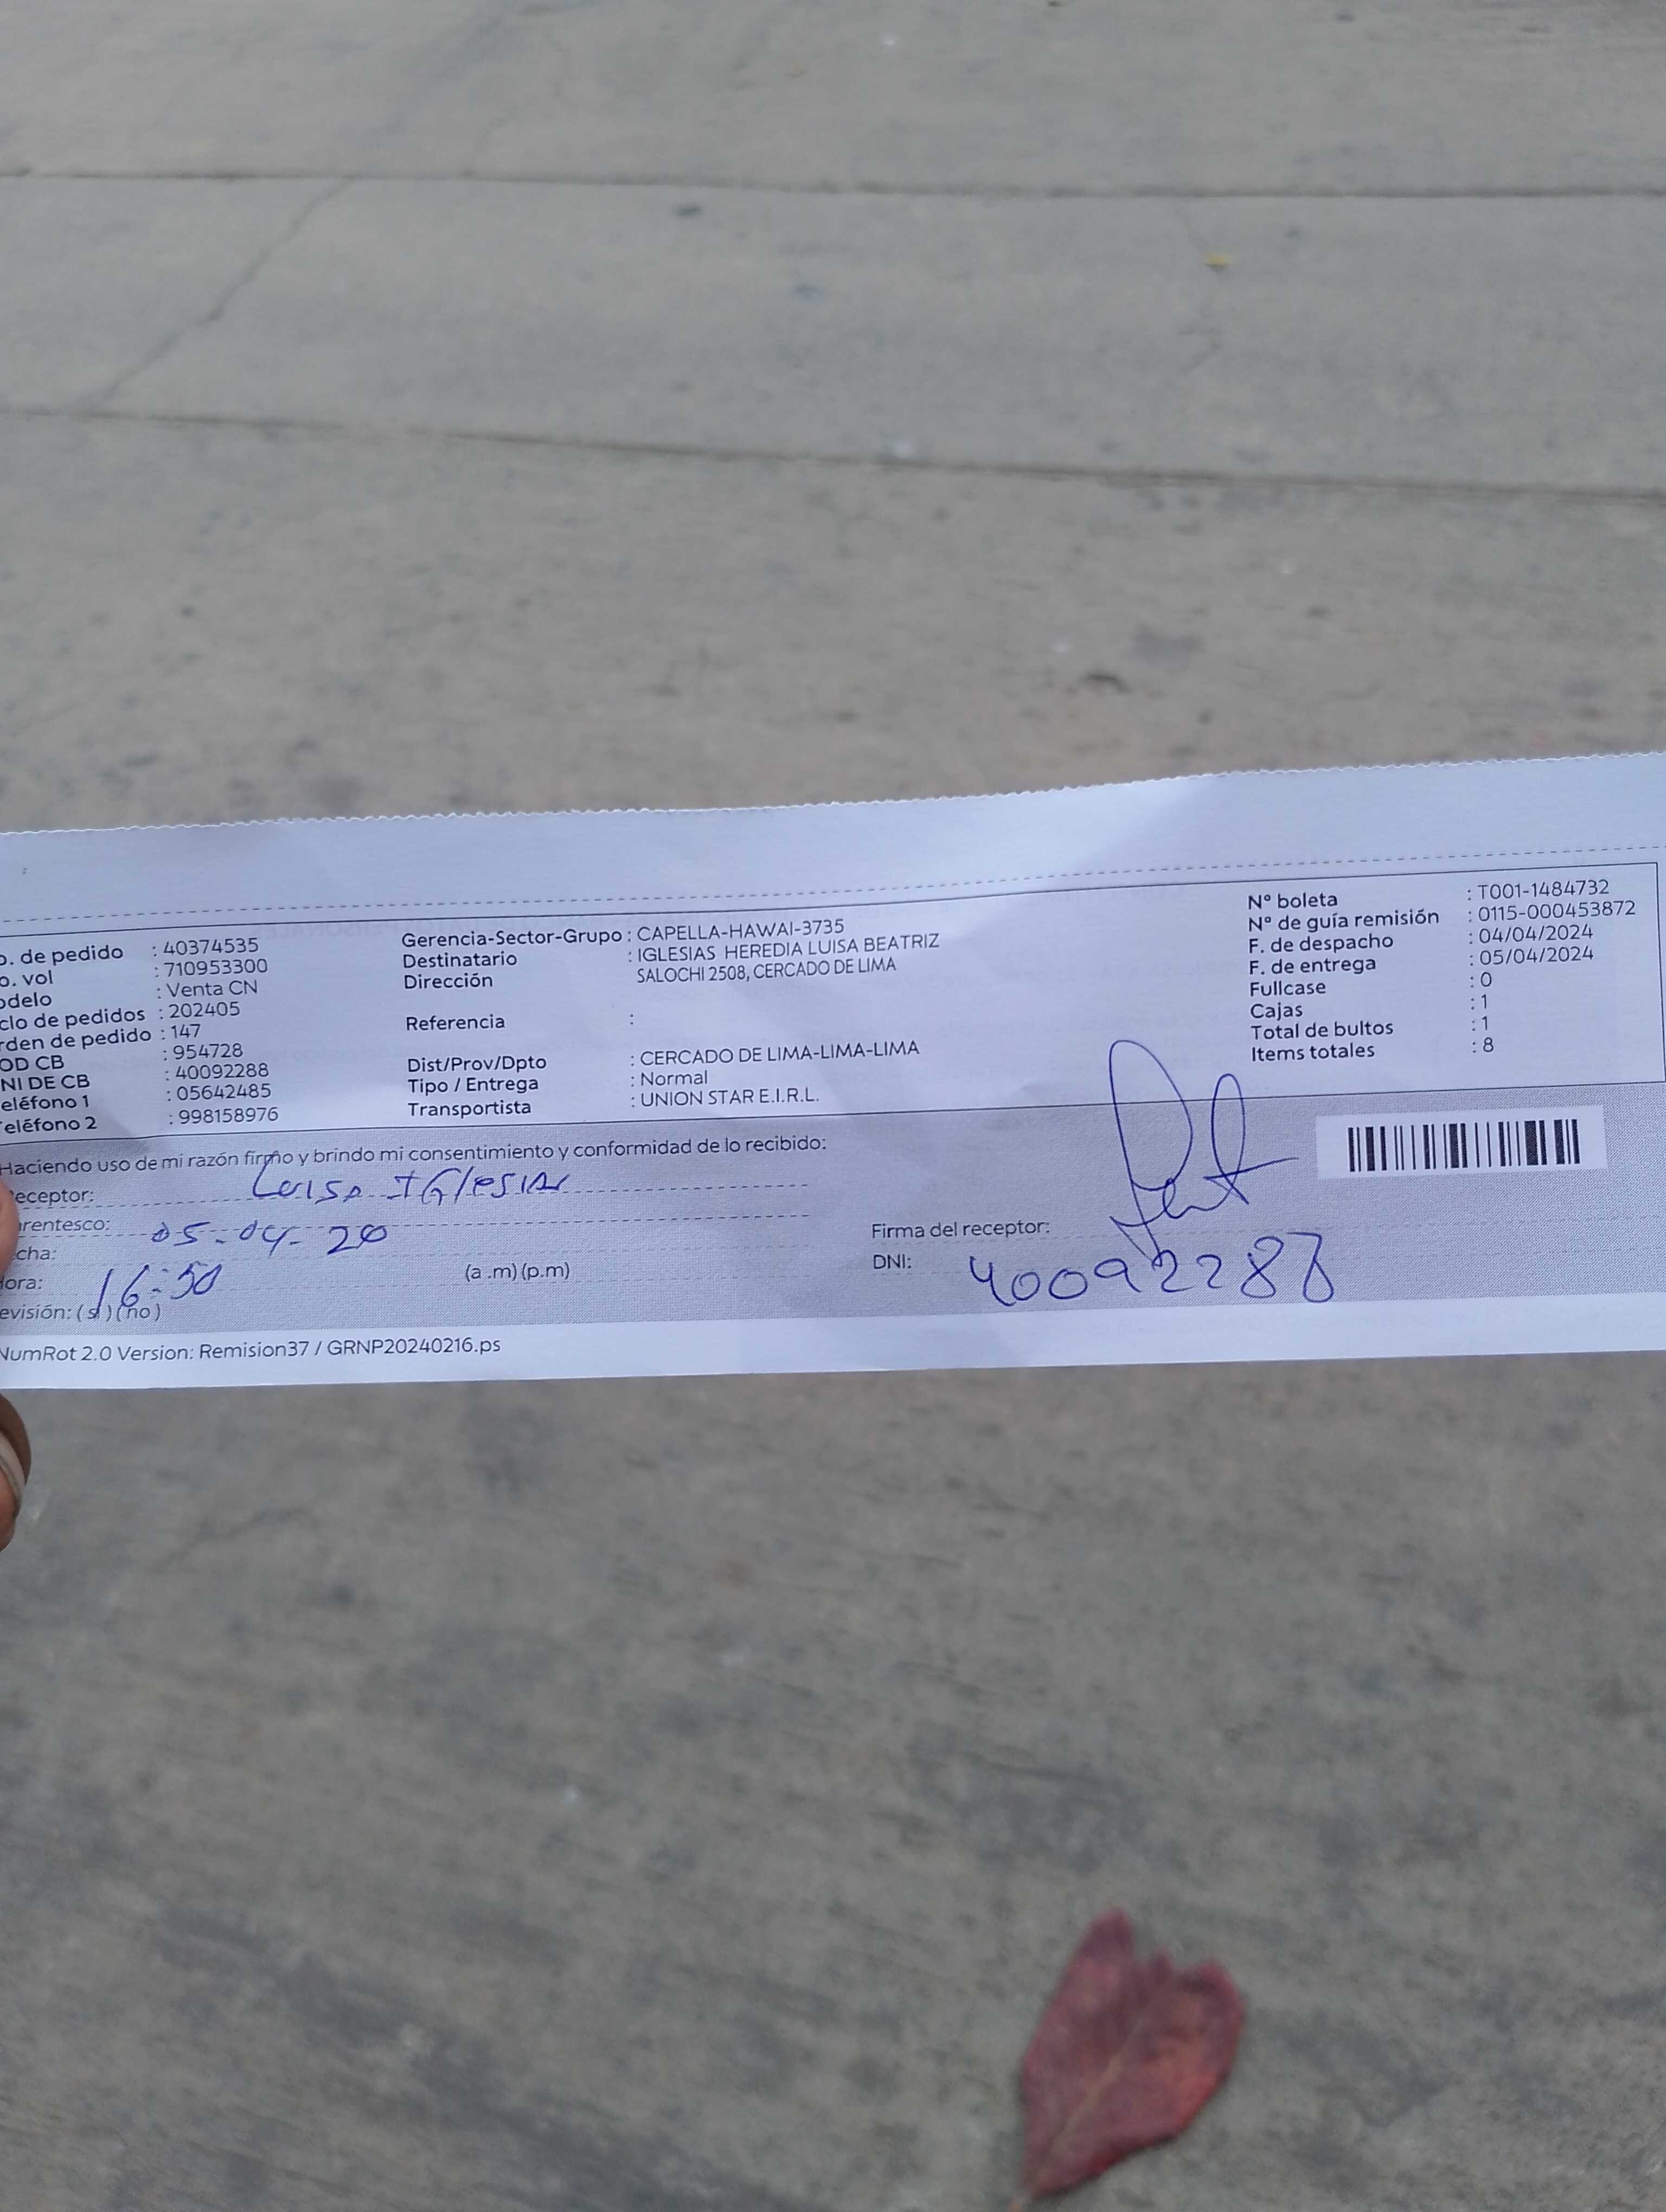 o. de pedido : 40374535
o. vol : 710953300
odelo : Venta CN
clo de pedidos : 202405
rden de pedido : 147
OD CB : 954728
NI DE CB : 40092288
eléfono 1 : 05642485
eléfono 2 : 998158976
Gerencia-Sector-Grupo : CAPELLA-HAWAI-3735
Destinatario : IGLESIAS HEREDIA LUISA BEATRIZ
Dirección SALOCHI 2508, CERCADO DE LIMA
Referencia :
Dist/Prov/Dpto : CERCADO DE LIMA-LIMA-LIMA
Tipo / Entrega : Normal
Transportista : UNION STAR E.I.R.L.
N° boleta : T001-1484732
N° de guía remisión : 0115-000453872
F. de despacho : 04/04/2024
F. de entrega : 05/04/2024
Fullcase : 0
Cajas : 1
Total de bultos : 1
Items totales : 8
Haciendo uso de mi razón firmo y brindo mi consentimiento y conformidad de lo recibido:
eceptor: Luisa Iglesias
rentesco:
cha: 05-04-20
ora: 16:50 (a .m) (p.m)
evisión: ( si ) ( no )
Firma del receptor:
DNI: 40092288
NumRot 2.0 Version: Remision37 / GRNP20240216.ps